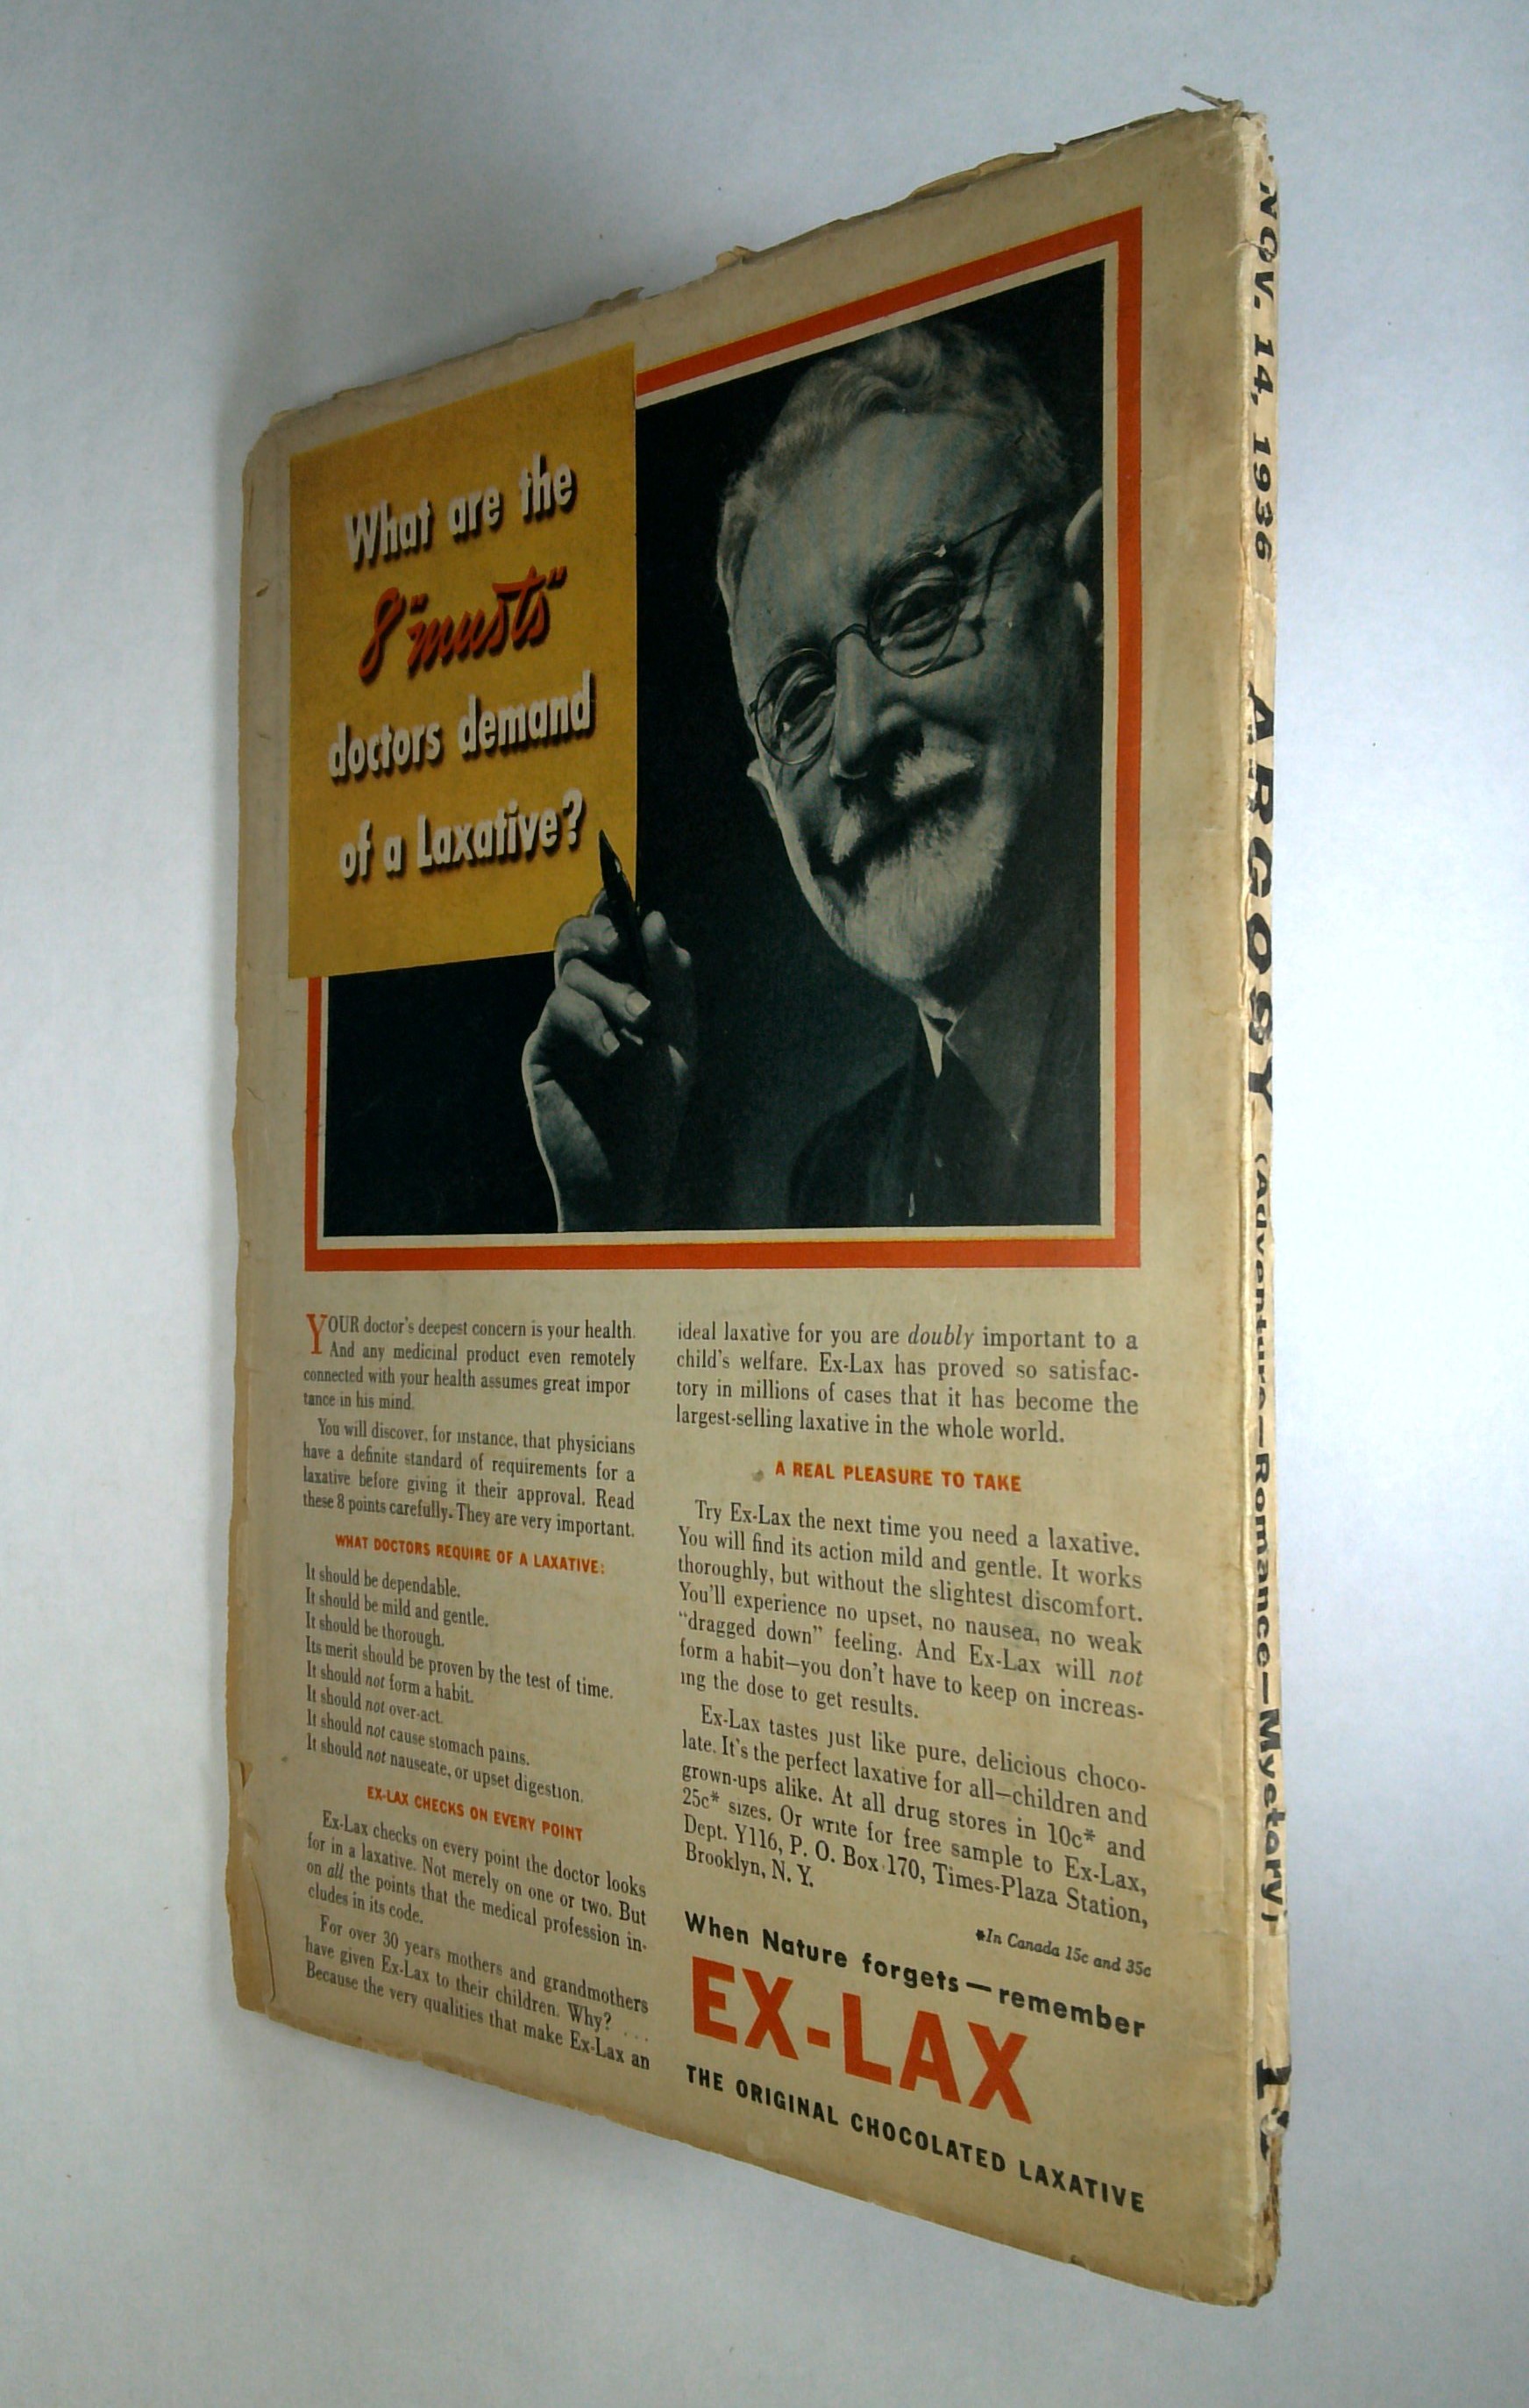 What are the
8 "musts"
doctors demand
of a Laxative?
YOUR doctor's deepest concern is your health.
And any medicinal product even remotely
connected with your health assumes great impor
tance in his mind.
You will discover, for instance, that physicians
have a definite standard of requirements for a
laxative before giving it their approval. Read
these 8 points carefully. They are very important.
WHAT DOCTORS REQUIRE OF A LAXATIVE:
It should be dependable.
It should be mild and gentle.
It should be thorough.
Its merit should be proven by the test of time.
It should not form a habit.
It should not over-act.
It should not cause stomach pains.
It should not nauseate, or upset digestion.
EX-LAX CHECKS ON EVERY POINT
Ex-Lax checks on every point the doctor looks
for in a laxative. Not merely on one or two. But
on all the points that the medical profession in-
cludes in its code.
For over 30 years mothers and grandmothers
have given Ex-Lax to their children. Why? . . .
Because the very qualities that make Ex-Lax an
ideal laxative for you are doubly important to a
child's welfare. Ex-Lax has proved so satisfac-
tory in millions of cases that it has become the
largest-selling laxative in the whole world.
A REAL PLEASURE TO TAKE
Try Ex-Lax the next time you need a laxative.
You will find its action mild and gentle. It works
thoroughly, but without the slightest discomfort.
You'll experience no upset, no nausea, no weak
"dragged down" feeling. And Ex-Lax will not
form a habit—you don't have to keep on increas-
ing the dose to get results.
Ex-Lax tastes just like pure, delicious choco-
late. It's the perfect laxative for all—children and
grown-ups alike. At all drug stores in 10c* and
25c* sizes. Or write for free sample to Ex-Lax,
Dept. Y116, P. O. Box 170, Times-Plaza Station,
Brooklyn, N. Y.
*In Canada 15c and 35c
When Nature forgets — remember
EX-LAX
THE ORIGINAL CHOCOLATED LAXATIVE
NOV. 14, 1936 ARGOSY (Adventure—Romance—Mystery)